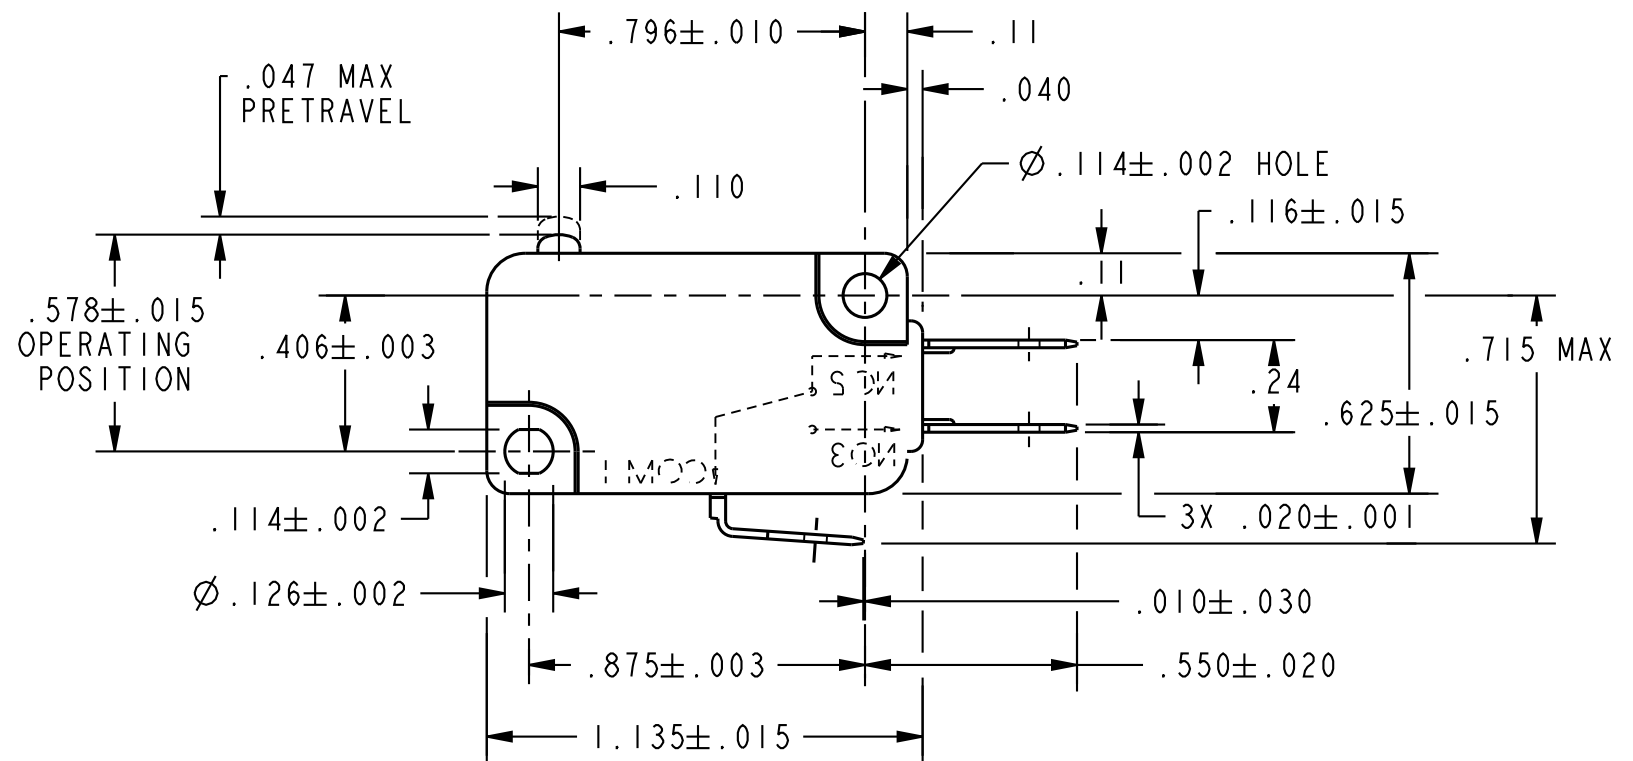 .796±.010
.11
.047 MAX
PRETRAVEL
.040
Ø.114±.002 HOLE
.110
.116±.015
.11
.578±.015
OPERATING
POSITION
.406±.003
.715 MAX
.24
NC 2
.625±.015
NO3
COM 1
.114±.002
3X .020±.001
Ø.126±.002
.010±.030
.875±.003
.550±.020
1.135±.015